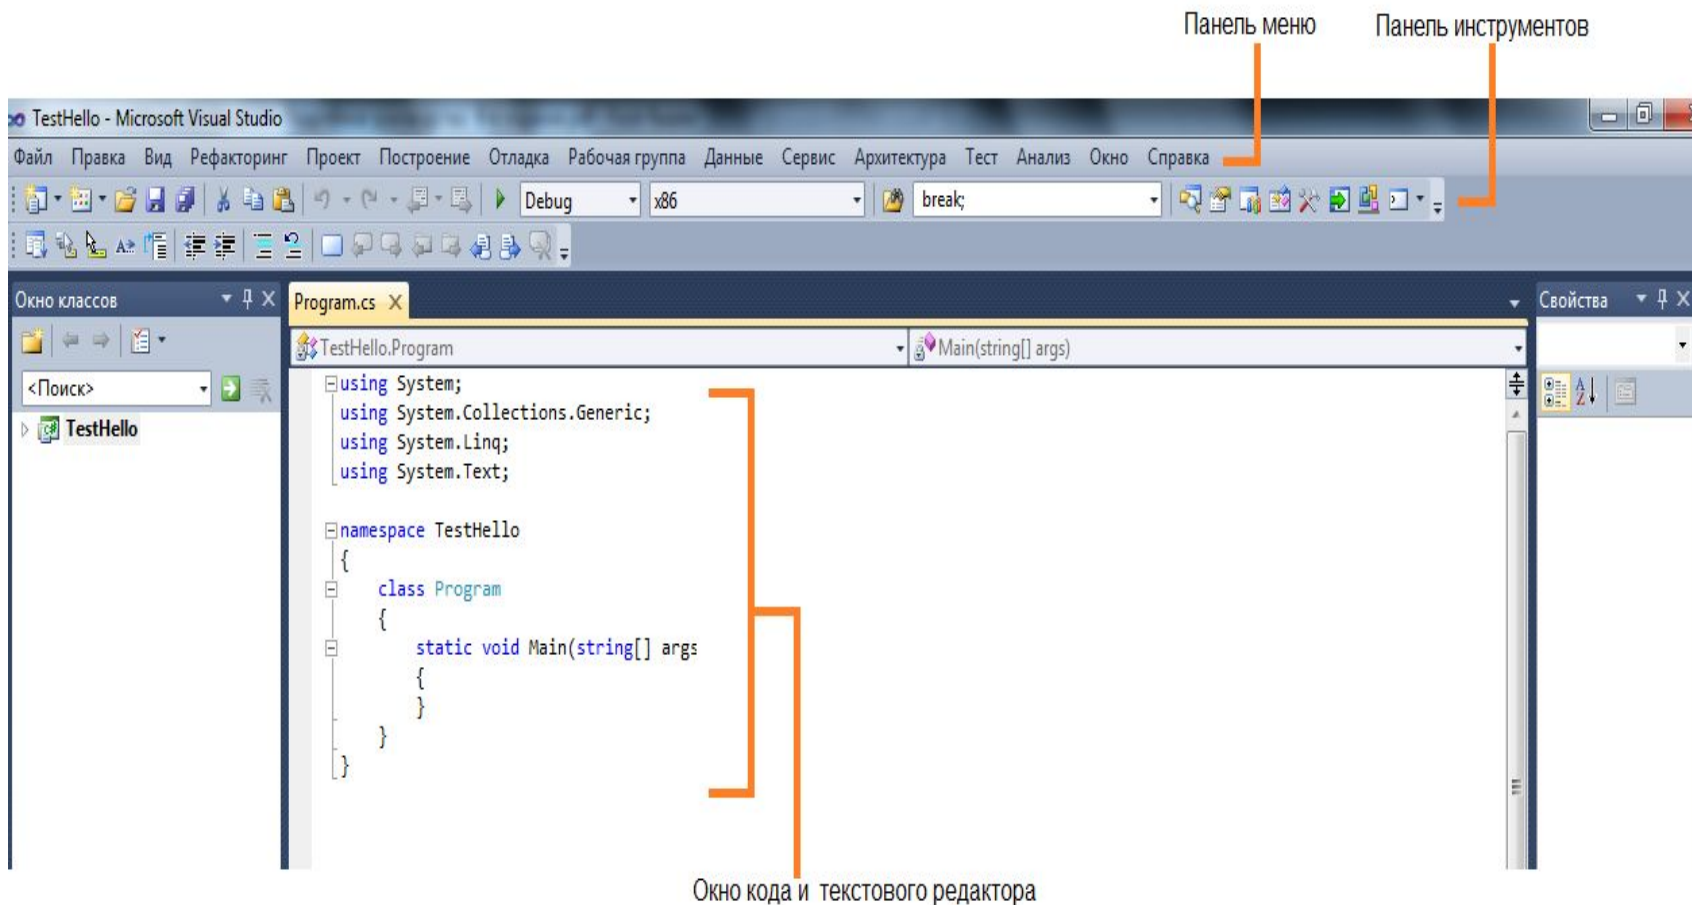 Панель меню Панель инструментов
TestHello - Microsoft Visual Studio
Файл Правка Вид Рефакторинг Проект Построение Отладка Рабочая группа Данные Сервис Архитектура Тест Анализ Окно Справка
Debug x86 break;
Окно классов Program.cs Свойства
TestHello.Program Main(string[] args)
<Поиск>
TestHello
using System;
using System.Collections.Generic;
using System.Linq;
using System.Text;
namespace TestHello
{
class Program
{
static void Main(string[] args
{
}
}
}
Окно кода и текстового редактора